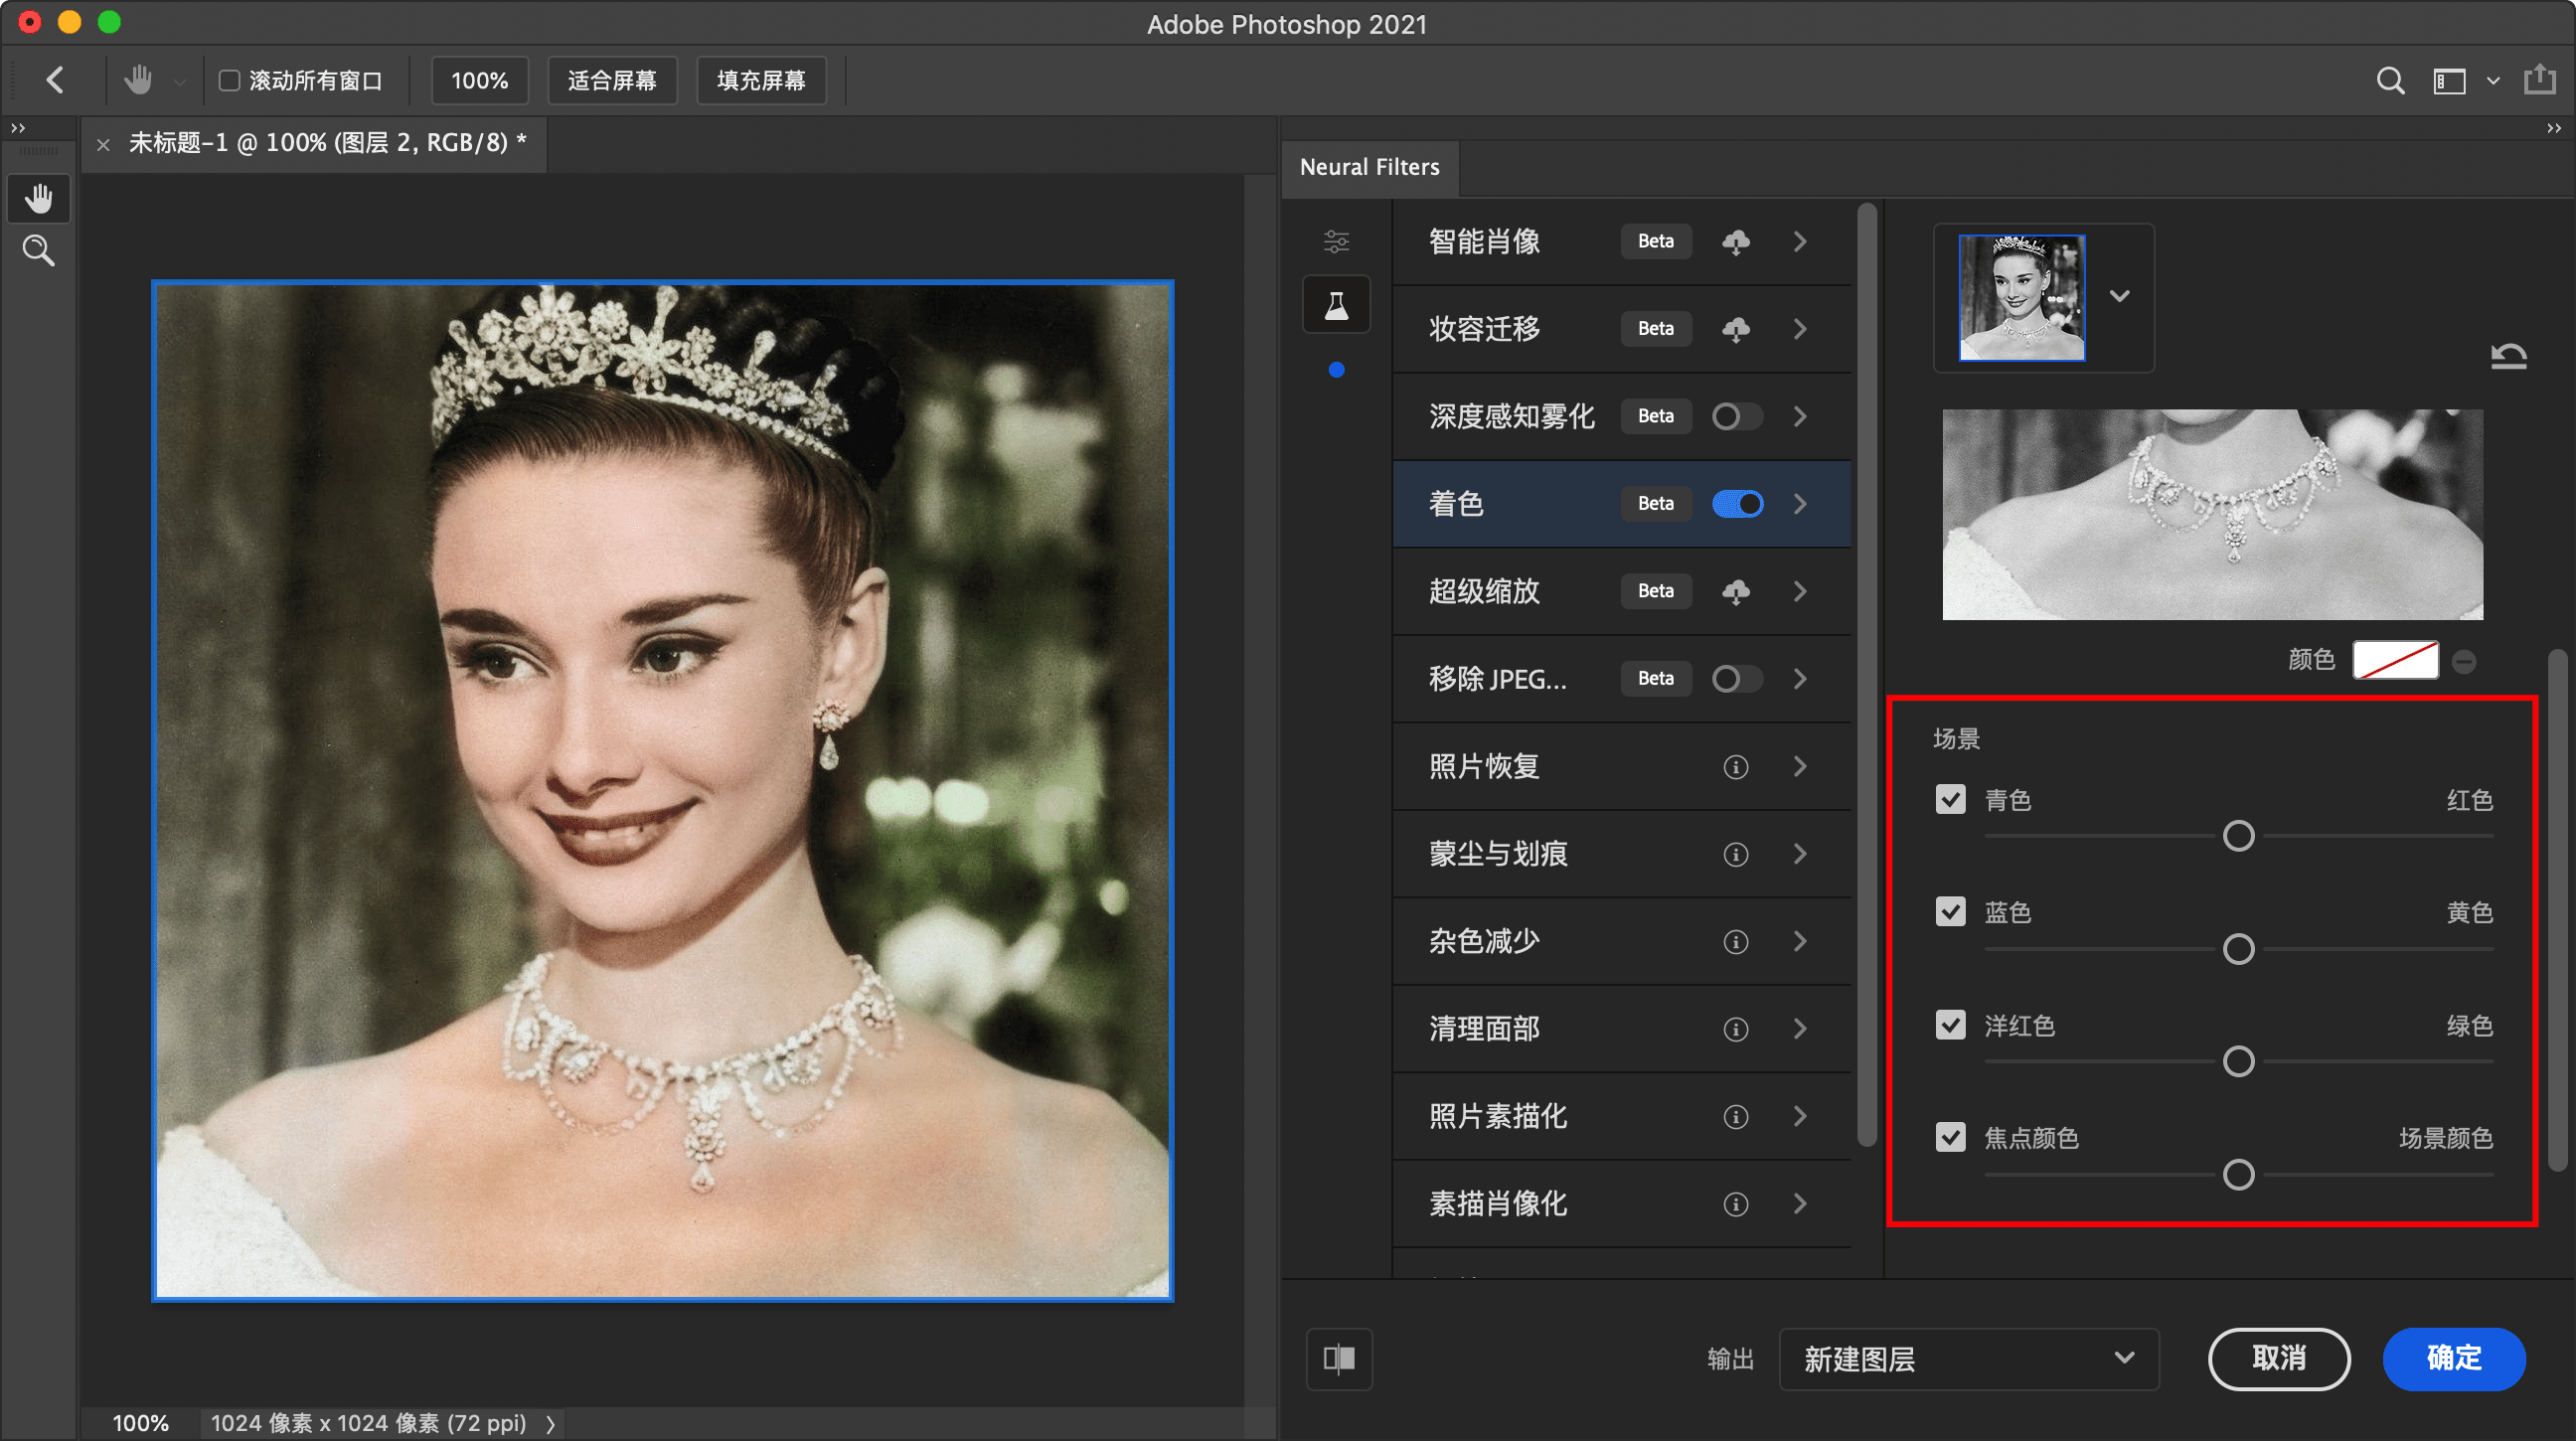 Adobe Photoshop 2021
滚动所有窗口 100% 适合屏幕 填充屏幕
× 未标题-1 @ 100% (图层 2, RGB/8) *
Neural Filters
智能肖像 Beta
妆容迁移 Beta
深度感知雾化 Beta
着色 Beta
超级缩放 Beta
移除 JPEG... Beta
照片恢复
蒙尘与划痕
杂色减少
清理面部
照片素描化
素描肖像化
颜色
场景
青色 红色
蓝色 黄色
洋红色 绿色
焦点颜色 场景颜色
输出 新建图层 取消 确定
100% 1024 像素 x 1024 像素 (72 ppi)